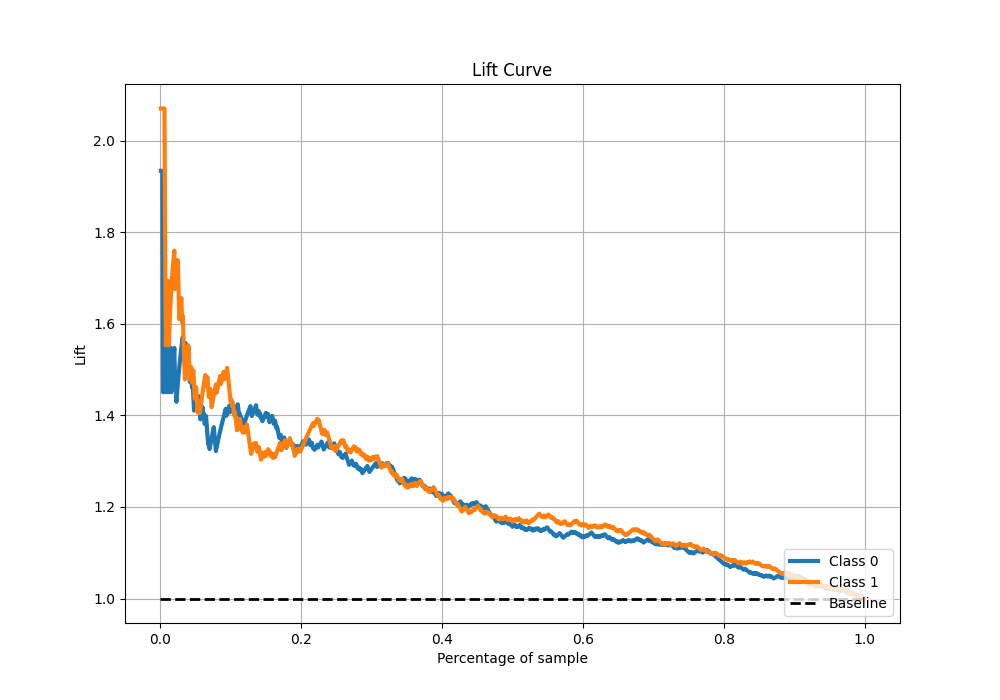 Lift Curve
2.0
1.8
1.6
1.4
1.2
1.0
Lift
0.0 0.2 0.4 0.6 0.8 1.0
Percentage of sample
Class 0
Class 1
Baseline